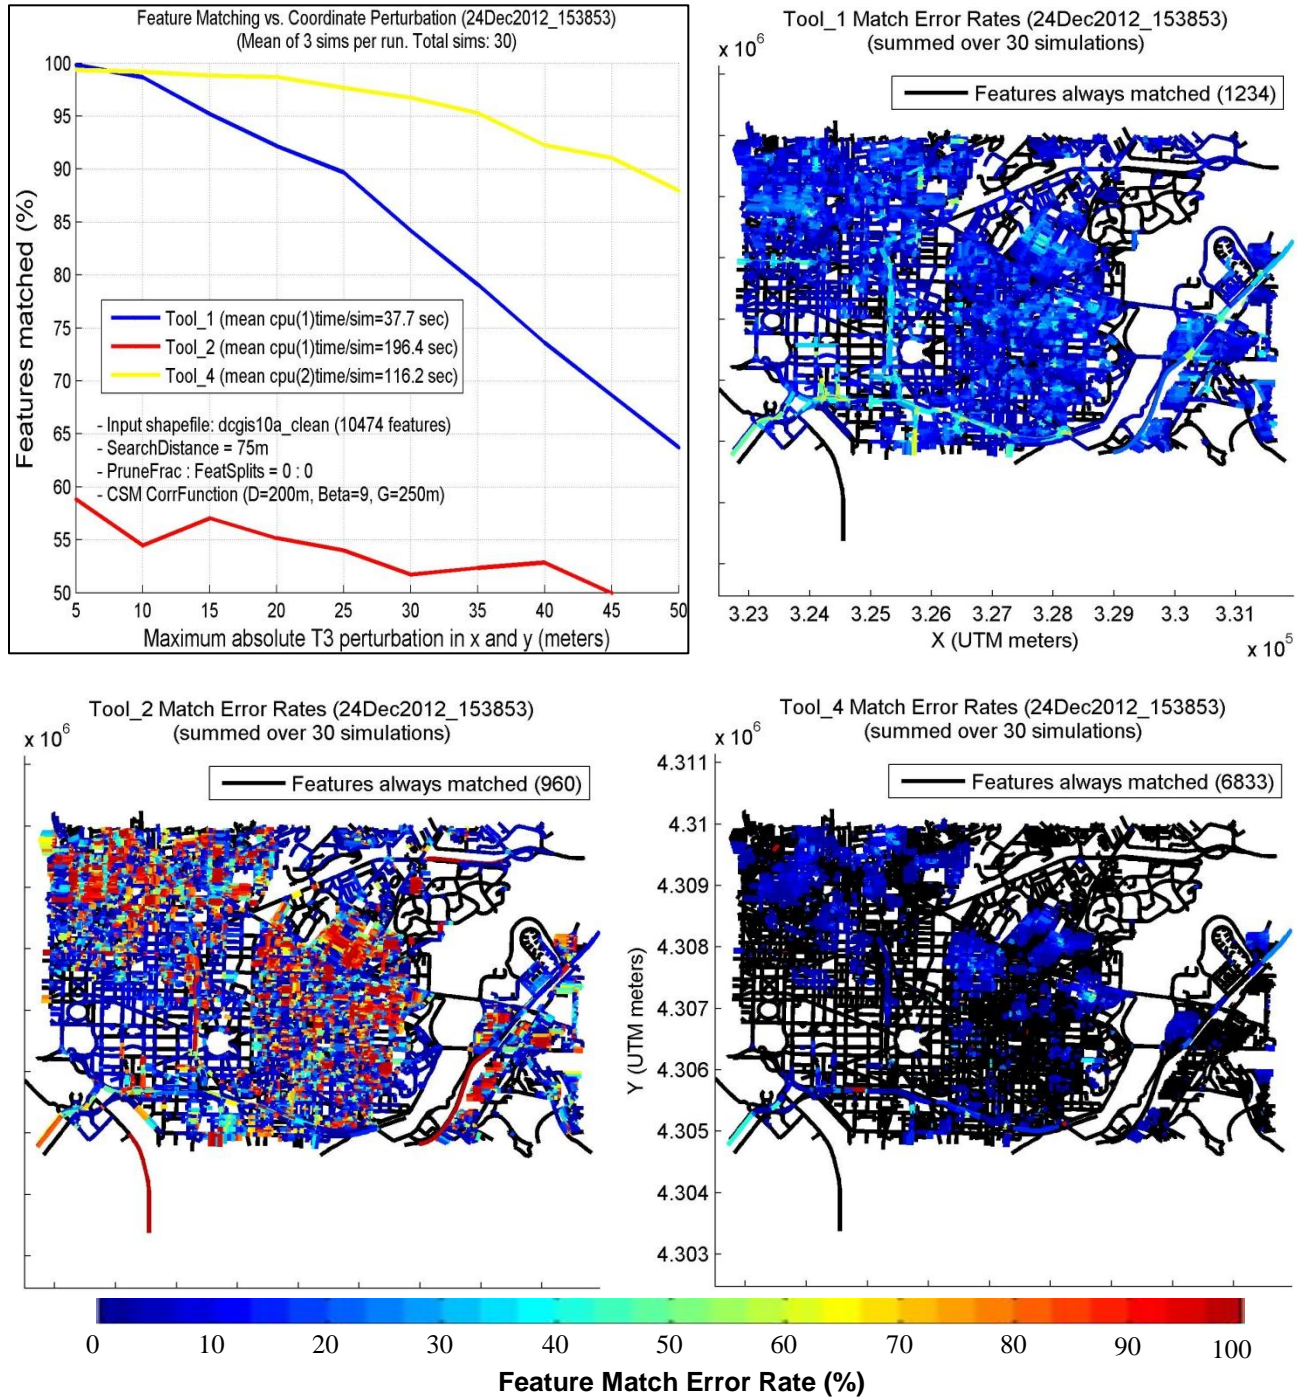 Feature Matching vs. Coordinate Perturbation (24Dec2012_153853)
(Mean of 3 sims per run. Total sims: 30)
Features matched (%)
100
95
90
85
80
75
70
65
60
55
50
Tool_1 (mean cpu(1)time/sim=37.7 sec)
Tool_2 (mean cpu(1)time/sim=196.4 sec)
Tool_4 (mean cpu(2)time/sim=116.2 sec)
- Input shapefile: dcgis10a_clean (10474 features)
- SearchDistance = 75m
- PruneFrac : FeatSplits = 0 : 0
- CSM CorrFunction (D=200m, Beta=9, G=250m)
5 10 15 20 25 30 35 40 45 50
Maximum absolute T3 perturbation in x and y (meters)
Tool_1 Match Error Rates (24Dec2012_153853)
(summed over 30 simulations)
x 10⁶
Features always matched (1234)
3.23 3.24 3.25 3.26 3.27 3.28 3.29 3.3 3.31
X (UTM meters)
x 10⁵
Tool_2 Match Error Rates (24Dec2012_153853)
(summed over 30 simulations)
x 10⁶
Features always matched (960)
Tool_4 Match Error Rates (24Dec2012_153853)
(summed over 30 simulations)
x 10⁶
Features always matched (6833)
Y (UTM meters)
4.311
4.31
4.309
4.308
4.307
4.306
4.305
4.304
4.303
0 10 20 30 40 50 60 70 80 90 100
Feature Match Error Rate (%)